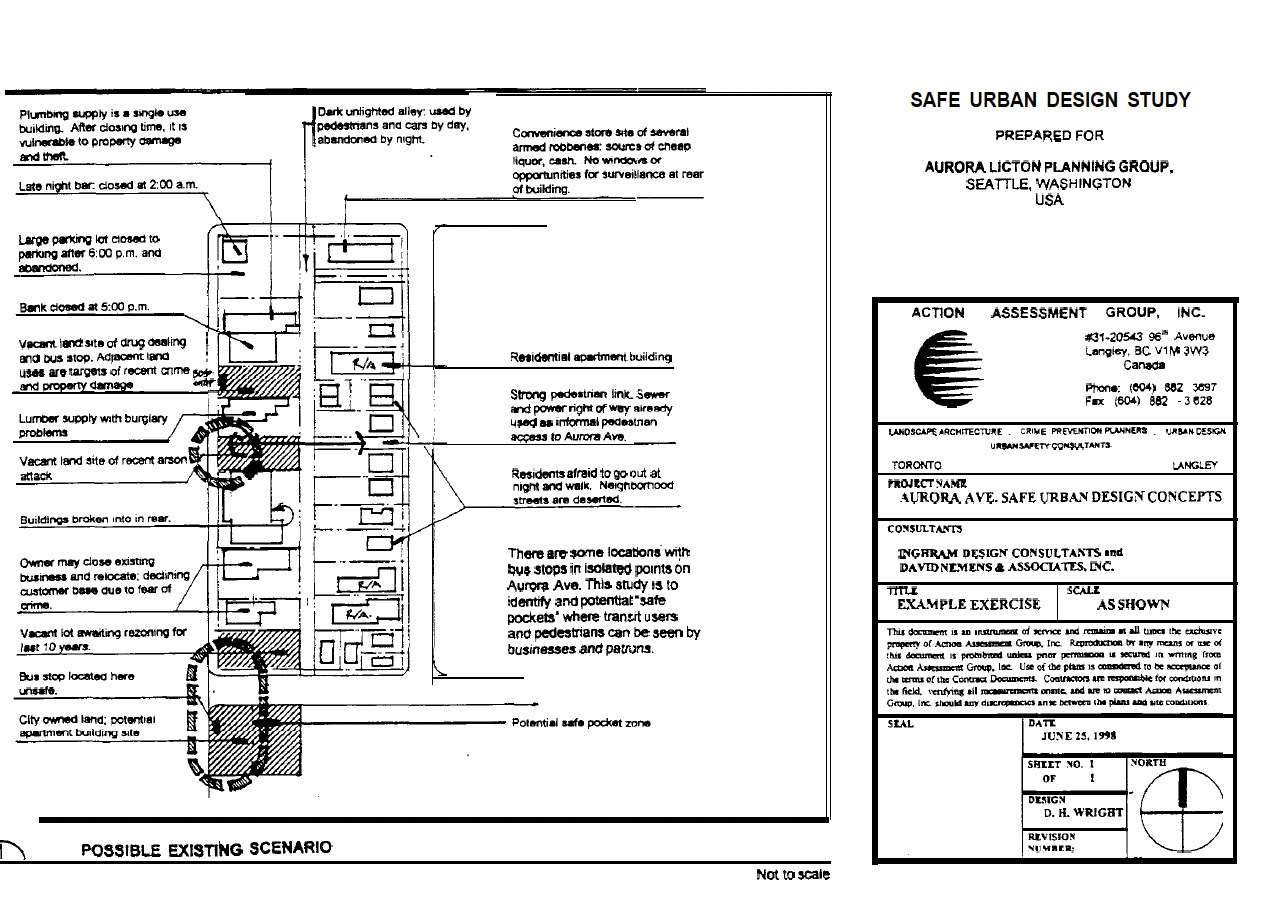 Plumbing supply is a single use
building. After closing time, it is
vulnerable to property damage
and theft.
Late night bar: closed at 2:00 a.m.
Large parking lot closed to
parking after 6:00 p.m. and
abandoned.
Bank closed at 5:00 p.m.
Vacant land site of drug dealing
and bus stop. Adjacent land
uses are targets of recent crime
and property damage
Lumber supply with burglary
problems
Vacant land site of recent arson
attack
Buildings broken into in rear.
Owner may close existing
business and relocate; declining
customer base due to fear of
crime.
Vacant lot awaiting rezoning for
last 10 years.
Bus stop located here
unsafe.
City owned land; potential
apartment building site
Dark unlighted alley: used by
pedestrians and cars by day,
abandoned by night.
Convenience store site of several
armed robberies: source of cheap
liquor, cash. No windows or
opportunities for surveillance at rear
of building.
R/A
R/A
R/A
Residential apartment building
Strong pedestrian link. Sewer
and power right of way already
used as informal pedestrian
access to Aurora Ave.
Residents afraid to go out at
night and walk. Neighborhood
streets are deserted.
There are some locations with
bus stops in isolated points on
Aurora Ave. This study is to
identify and potential "safe
pockets" where transit users
and pedestrians can be seen by
businesses and patrons.
Potential safe pocket zone
POSSIBLE EXISTING SCENARIO
Not to scale
SAFE URBAN DESIGN STUDY
PREPARED FOR
AURORA LICTON PLANNING GROUP,
SEATTLE, WASHINGTON
USA
ACTION ASSESSMENT GROUP, INC.
#31-20543 96th Avenue
Langley, BC V1M 3W3
Canada
Phone: (604) 882 3697
Fax (604) 882 - 3628
LANDSCAPE ARCHITECTURE . CRIME PREVENTION PLANNERS . URBAN DESIGN
URBAN SAFETY CONSULTANTS
TORONTO LANGLEY
PROJECT NAME
AURORA AVE. SAFE URBAN DESIGN CONCEPTS
CONSULTANTS
INGHRAM DESIGN CONSULTANTS and
DAVID NEMENS & ASSOCIATES, INC.
TITLE
EXAMPLE EXERCISE
SCALE
AS SHOWN
This document is an instrument of service and remains at all times the exclusive
property of Action Assessment Group, Inc. Reproduction by any means or use of
this document is prohibited unless prior permission is secured in writing from
Action Assessment Group, Inc. Use of the plans is considered to be acceptance of
the terms of the Contract Documents. Contractors are responsible for conditions in
the field, verifying all measurements onsite, and are to contact Action Assessment
Group, Inc. should any discrepancies arise between the plans and site conditions
SEAL
DATE
JUNE 25, 1998
SHEET NO. 1
OF 1
NORTH
DESIGN
D. H. WRIGHT
REVISION
NUMBER: